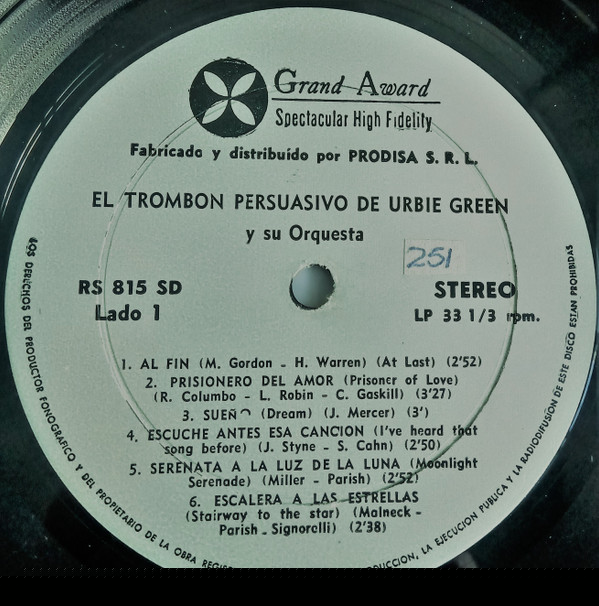 Grand Award
Spectacular High Fidelity
Fabricado y distribuído por PRODISA S. R. L.
EL TROMBON PERSUASIVO DE URBIE GREEN
y su Orquesta
251
RS 815 SD
Lado 1
STEREO
LP 33 1/3 rpm.
1. AL FIN (M. Gordon - H. Warren) (At Last) (2'52)
2. PRISIONERO DEL AMOR (Prisoner of Love)
(R. Columbo - L. Robin - C. Gaskill) (3'27)
3. SUEÑO (Dream) (J. Mercer) (3')
4. ESCUCHE ANTES ESA CANCION (I've heard that
song before) (J. Styne - S. Cahn) (2'50)
5. SERENATA A LA LUZ DE LA LUNA (Moonlight
Serenade) (Miller - Parish) (2'52)
6. ESCALERA A LAS ESTRELLAS
(Stairway to the star) (Malneck -
Parish - Signorelli) (2'38)
LOS DERECHOS DEL PRODUCTOR FONOGRAFICO Y DEL PROPIETARIO DE LA OBRA
LA EJECUCION PUBLICA Y LA RADIODIFUSIÓN DE ESTE DISCO ESTAN PROHIBIDAS